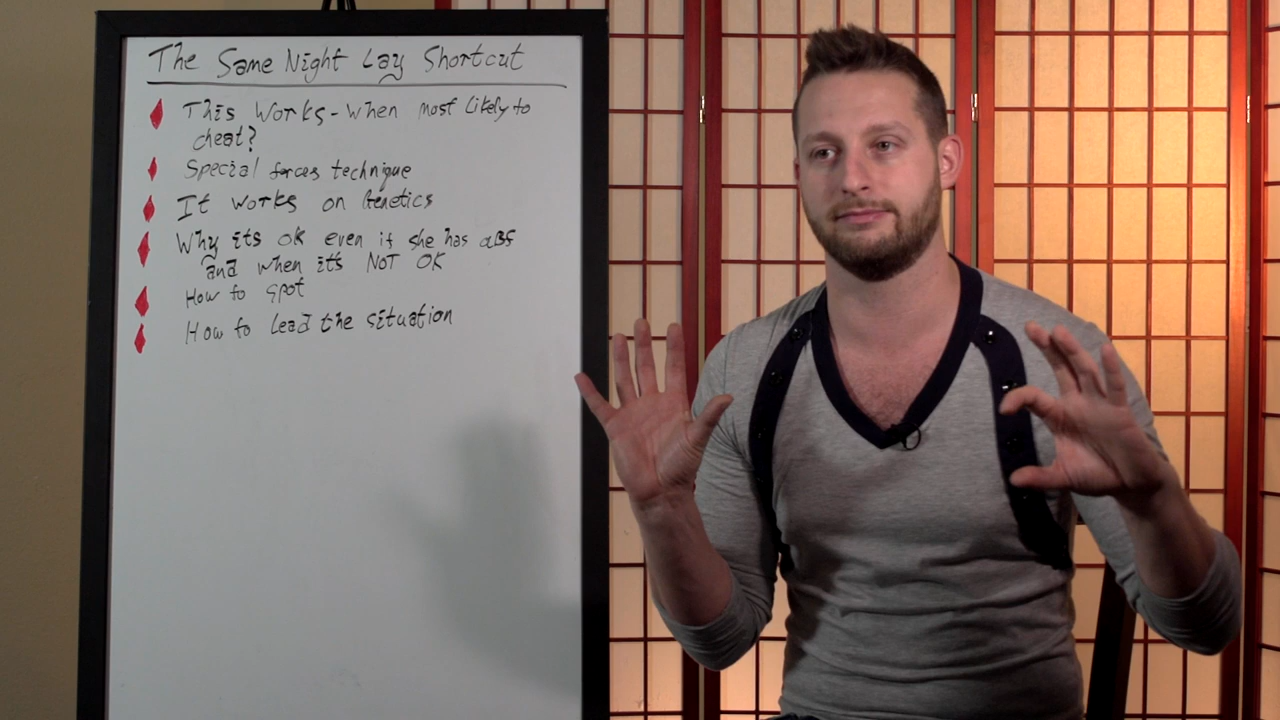 The Same Night Lay Shortcut
This Works - When most likely to
cheat?
Special forces technique
It works on Genetics
Why its ok even if she has aBF
and when it's NOT OK
How to spot
How to lead the situation